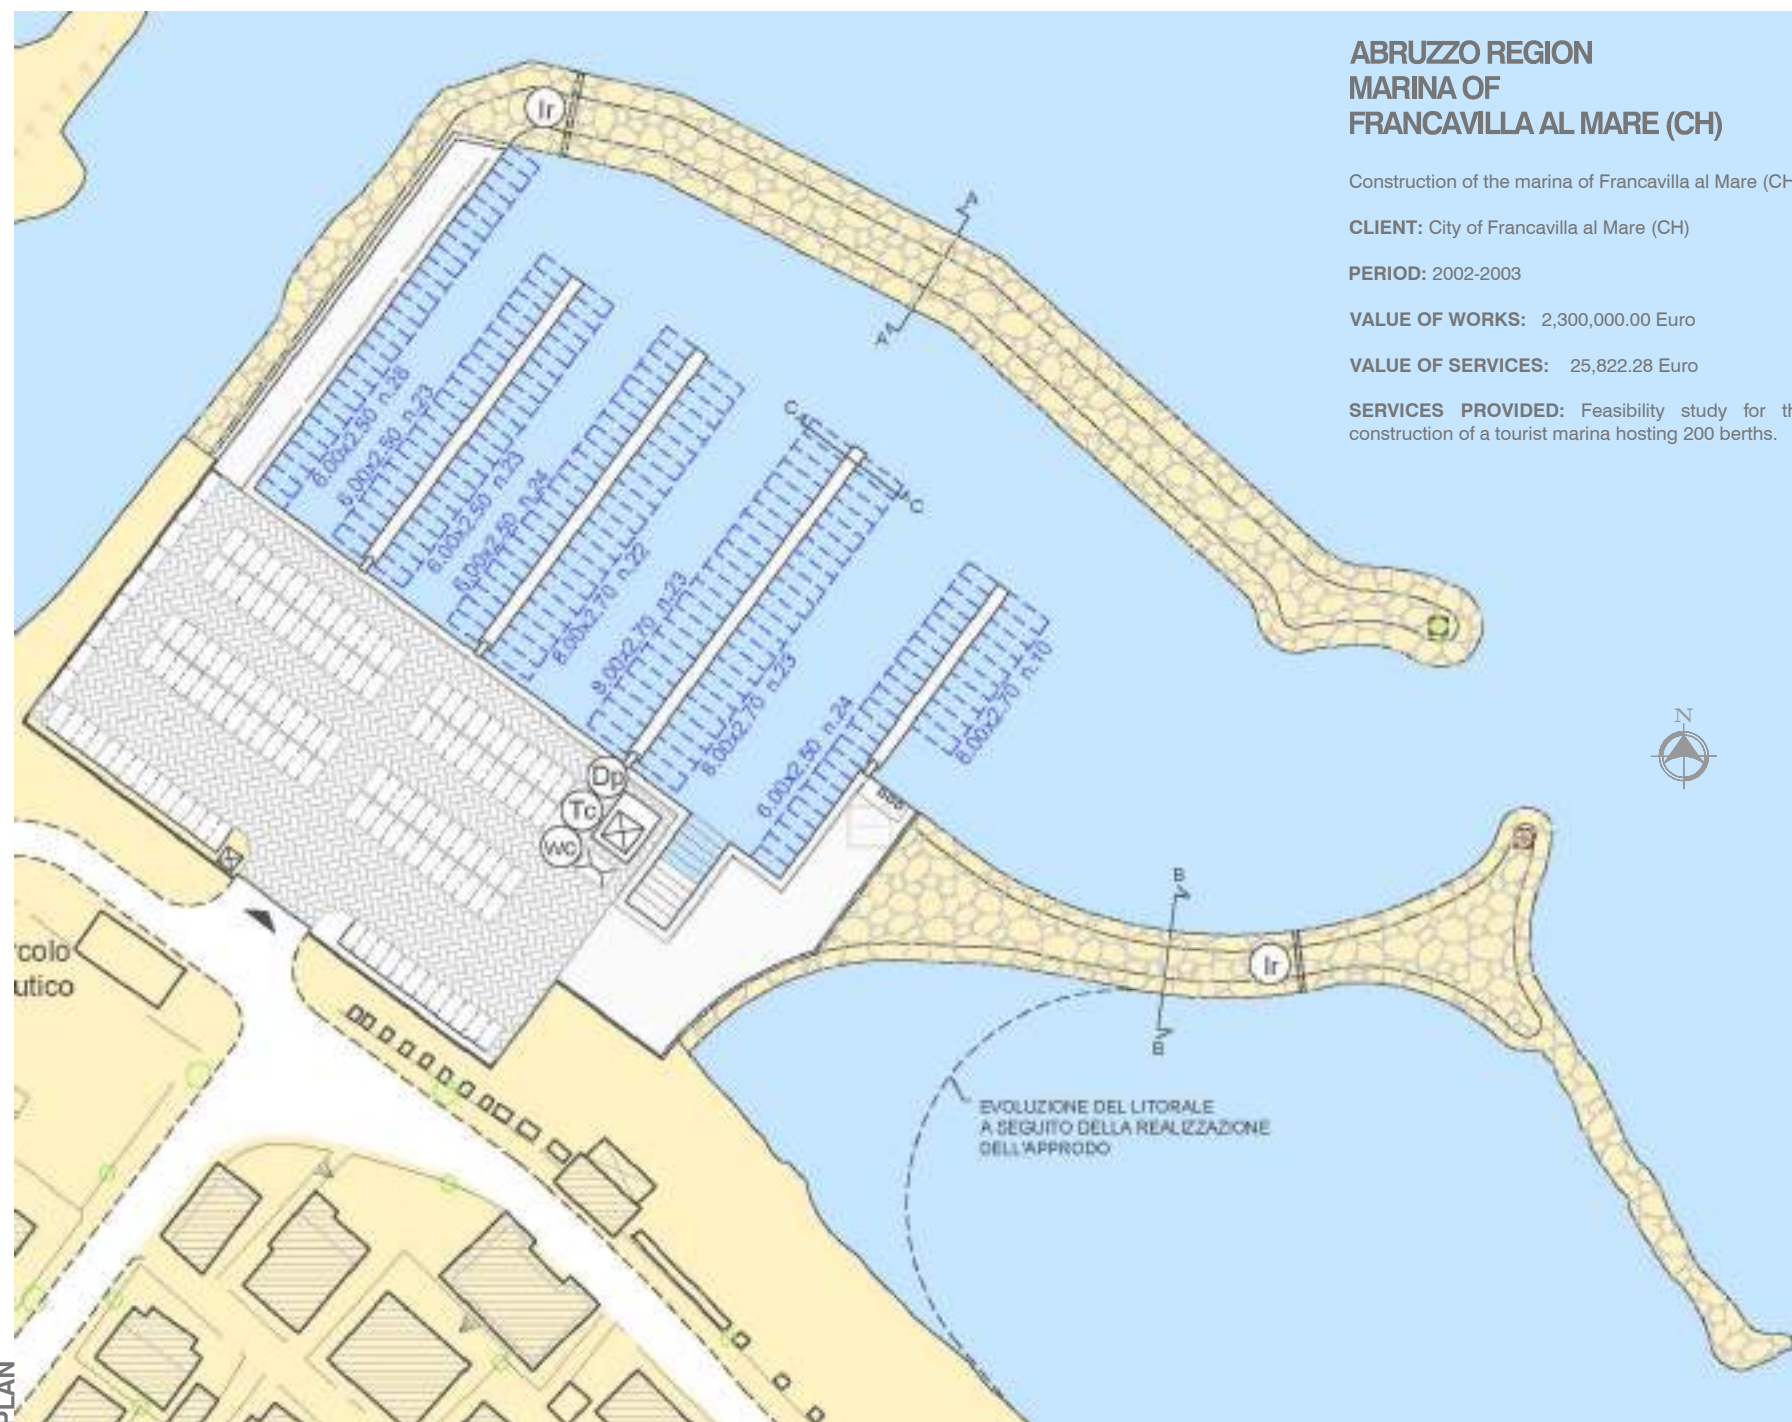 ABRUZZO REGION
MARINA OF
FRANCAVILLA AL MARE (CH)
Construction of the marina of Francavilla al Mare (CH
CLIENT: City of Francavilla al Mare (CH)
PERIOD: 2002-2003
VALUE OF WORKS: 2,300,000.00 Euro
VALUE OF SERVICES: 25,822.28 Euro
SERVICES PROVIDED: Feasibility study for th
construction of a tourist marina hosting 200 berths.
Ir
A
A'
C
C
6.00x2.50 n.23
6.00x2.50 n.23
6.00x2.50 n.24
8.00x2.70 n.22
8.00x2.70 n.23
8.00x2.70 n.23
6.00x2.50 n.24
8.00x2.70 n.10
N
Dp
Tc
Wc
B
Ir
B
rcolo
utico
EVOLUZIONE DEL LITORALE
A SEGUITO DELLA REALIZZAZIONE
DELL'APPRODO
PLAN